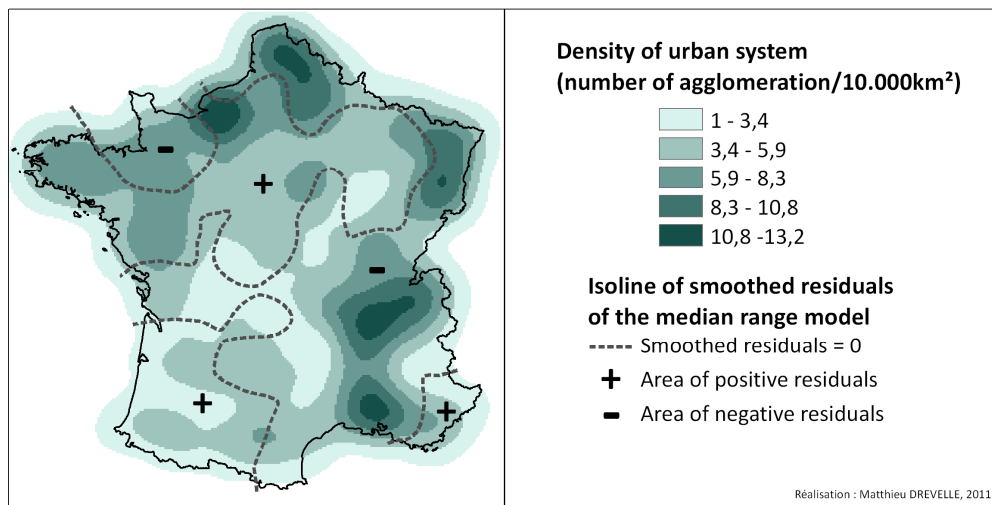 Density of urban system
(number of agglomeration/10.000km²)
1 - 3,4
3,4 - 5,9
5,9 - 8,3
8,3 - 10,8
10,8 -13,2
Isoline of smoothed residuals
of the median range model
Smoothed residuals = 0
+ Area of positive residuals
- Area of negative residuals
Réalisation : Matthieu DREVELLE, 2011